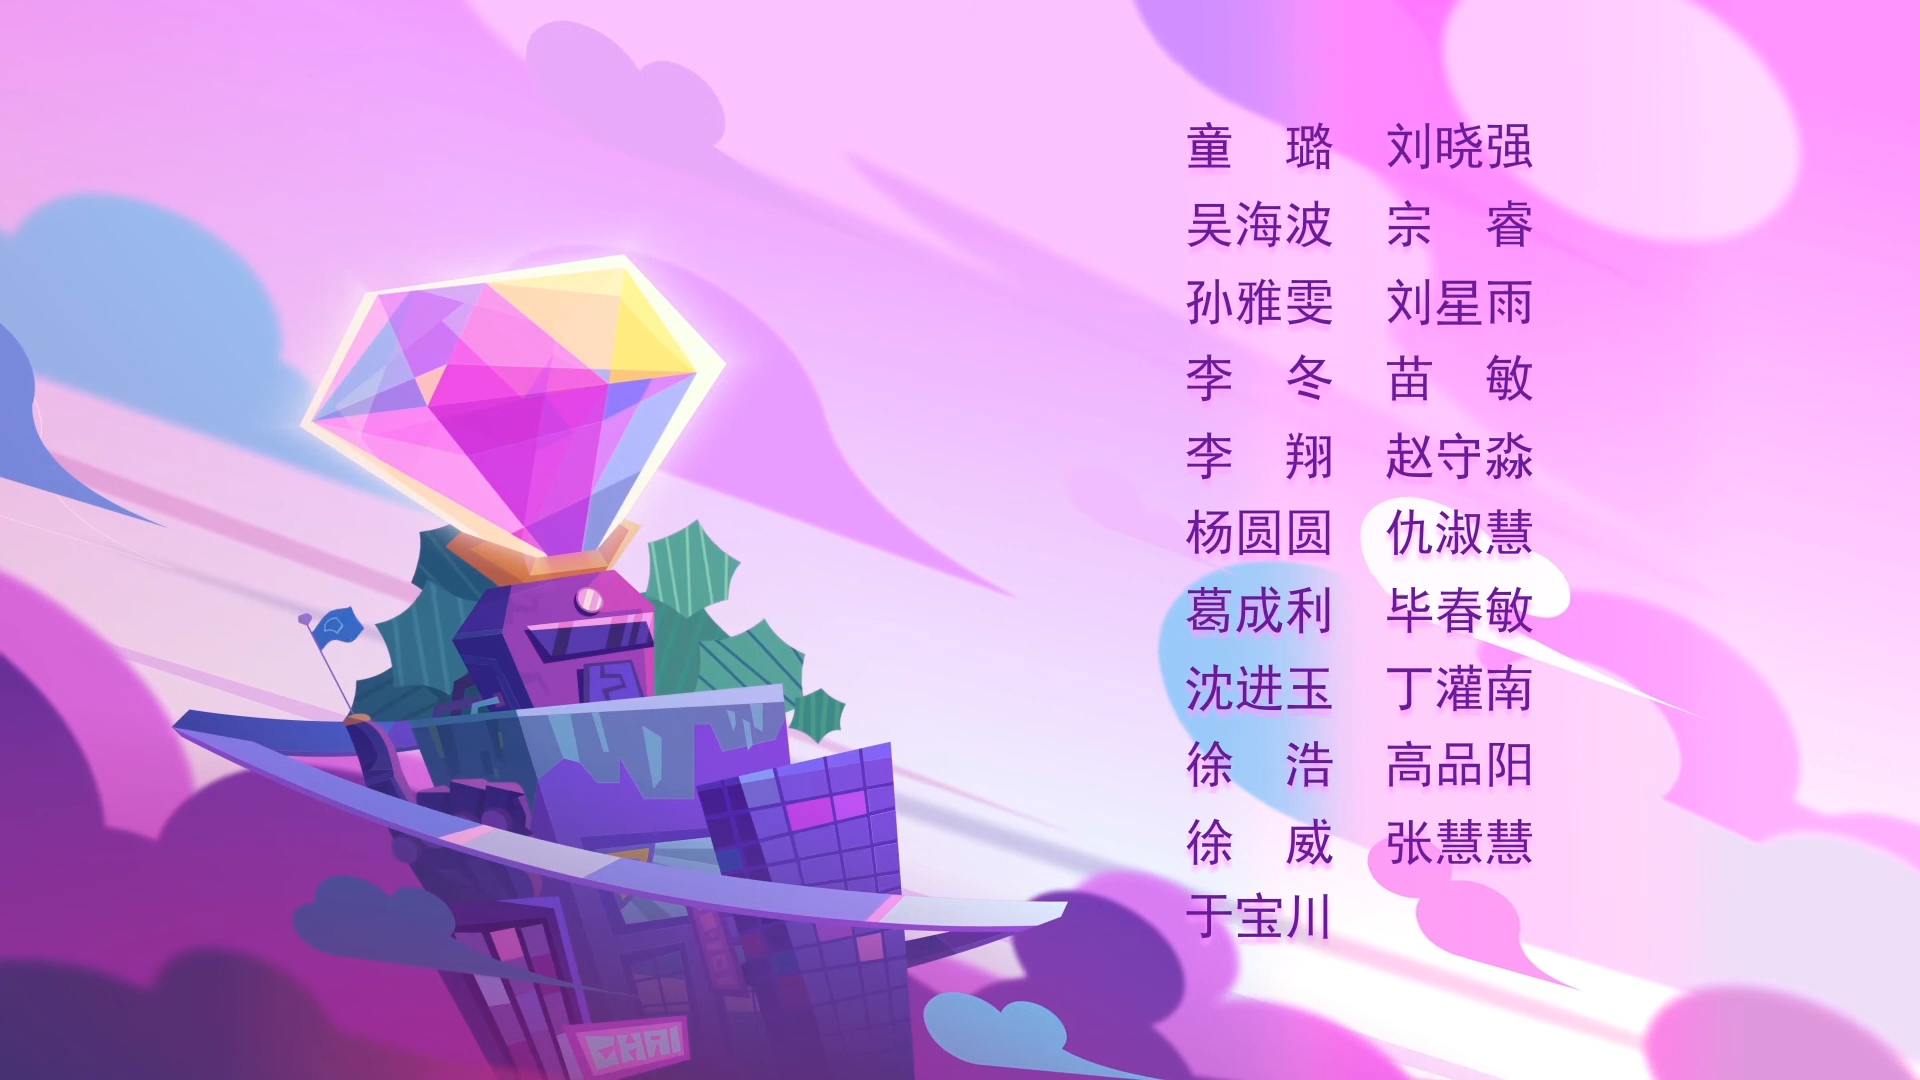 童　璐　刘晓强
吴海波　宗　睿
孙雅雯　刘星雨
李　冬　苗　敏
李　翔　赵守淼
杨圆圆　仇淑慧
葛成利　毕春敏
沈进玉　丁灌南
徐　浩　高品阳
徐　威　张慧慧
于宝川
CHAI